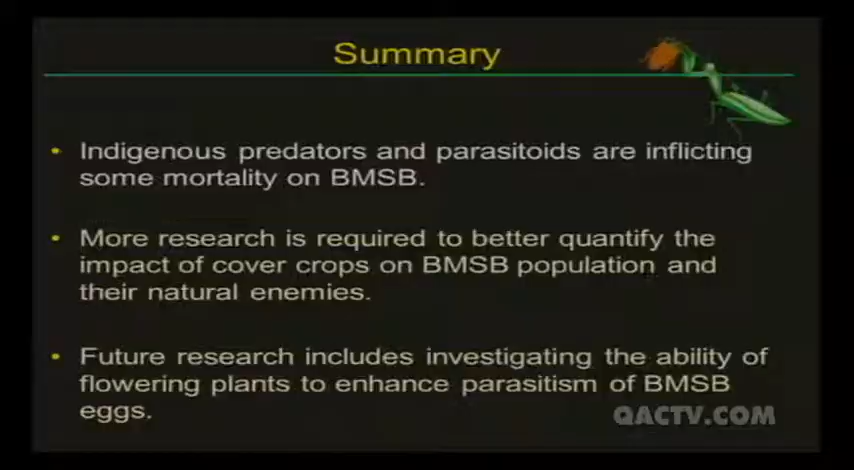 Summary
• Indigenous predators and parasitoids are inflicting
some mortality on BMSB.
• More research is required to better quantify the
impact of cover crops on BMSB population and
their natural enemies.
• Future research includes investigating the ability of
flowering plants to enhance parasitism of BMSB
eggs.
QACTV.COM